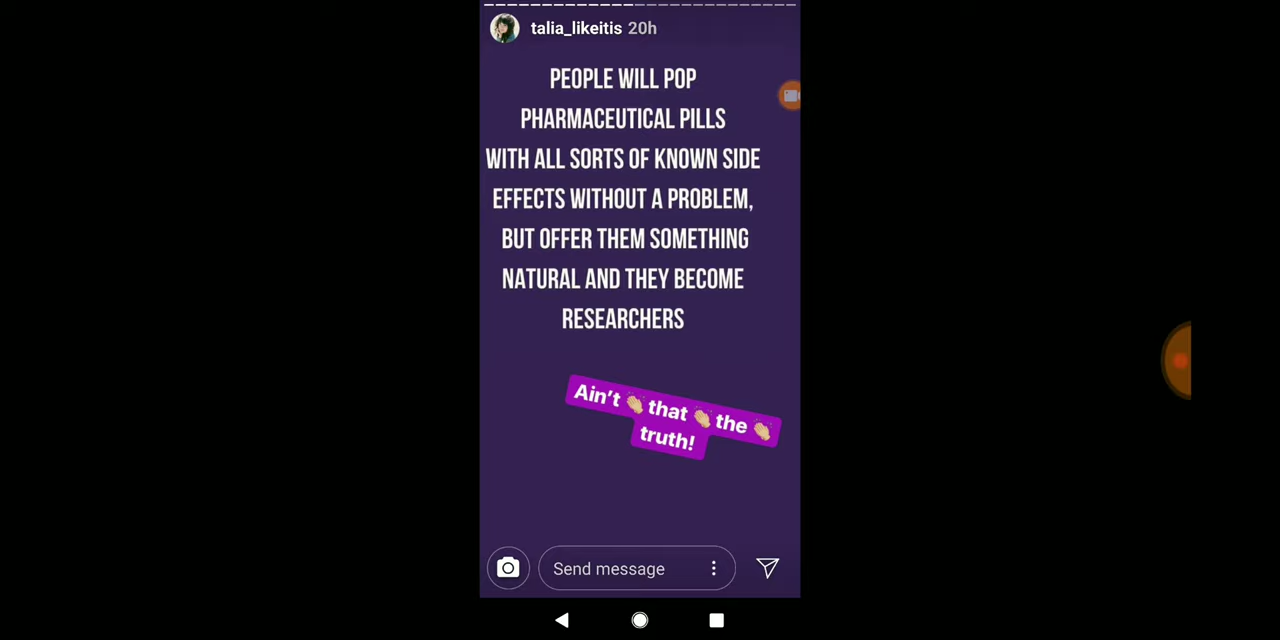 talia_likeitis 20h
PEOPLE WILL POP
PHARMACEUTICAL PILLS
WITH ALL SORTS OF KNOWN SIDE
EFFECTS WITHOUT A PROBLEM,
BUT OFFER THEM SOMETHING
NATURAL AND THEY BECOME
RESEARCHERS
Ain't 👏🏼 that 👏🏼 the 👏🏼
truth!
Send message